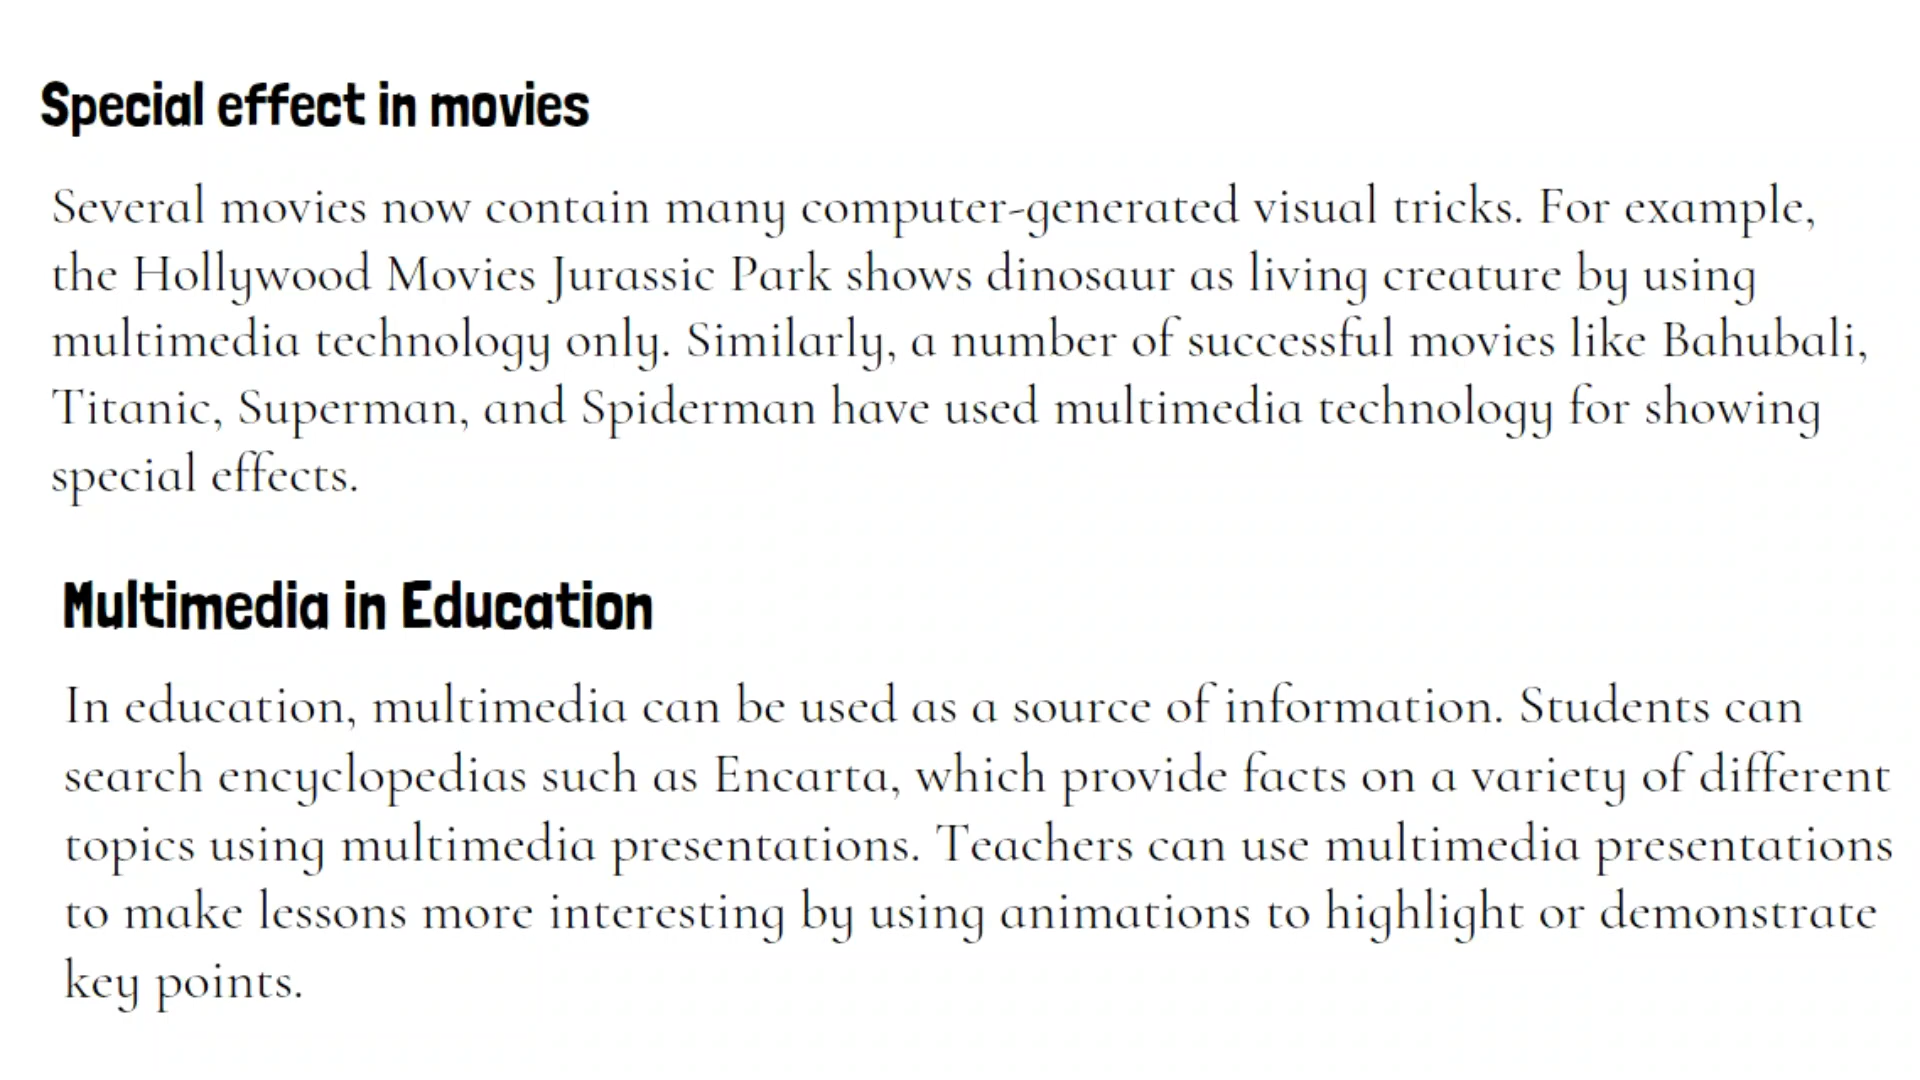 Special effect in movies
Several movies now contain many computer-generated visual tricks. For example,
the Hollywood Movies Jurassic Park shows dinosaur as living creature by using
multimedia technology only. Similarly, a number of successful movies like Bahubali,
Titanic, Superman, and Spiderman have used multimedia technology for showing
special effects.
Multimedia in Education
In education, multimedia can be used as a source of information. Students can
search encyclopedias such as Encarta, which provide facts on a variety of different
topics using multimedia presentations. Teachers can use multimedia presentations
to make lessons more interesting by using animations to highlight or demonstrate
key points.